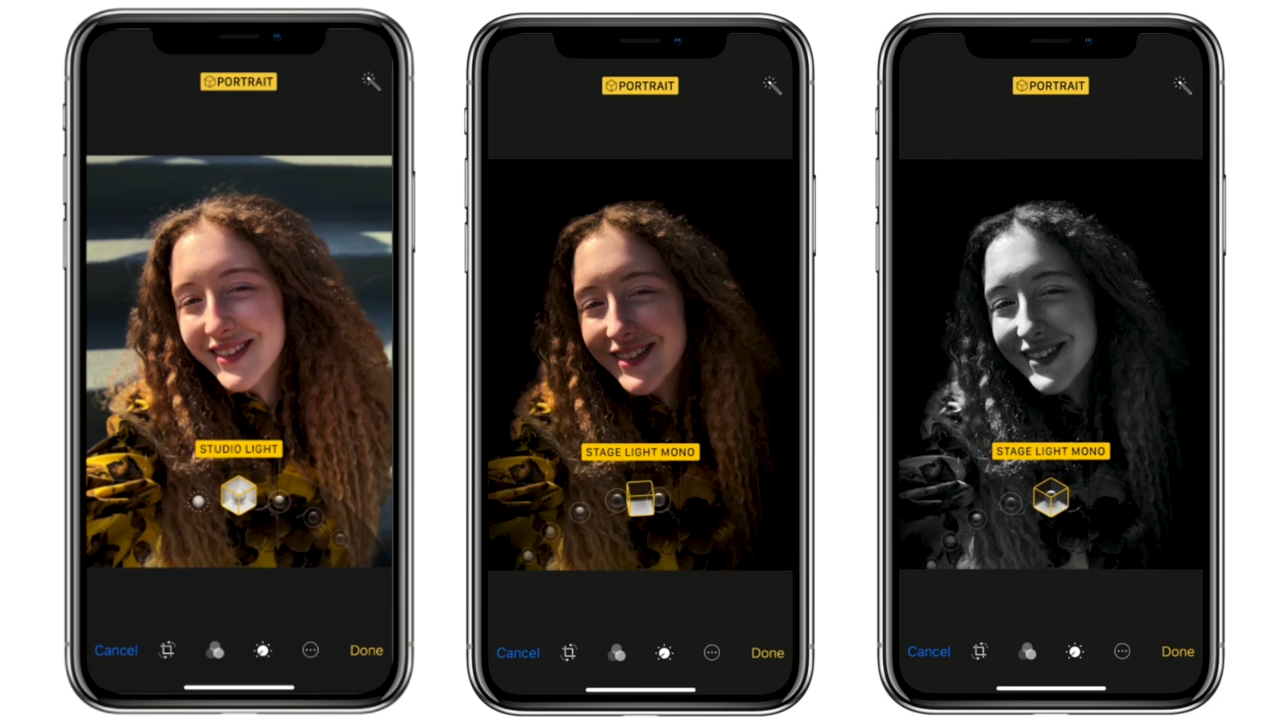 PORTRAIT
STUDIO LIGHT
Cancel
Done
PORTRAIT
STAGE LIGHT MONO
Cancel
Done
PORTRAIT
STAGE LIGHT MONO
Cancel
Done